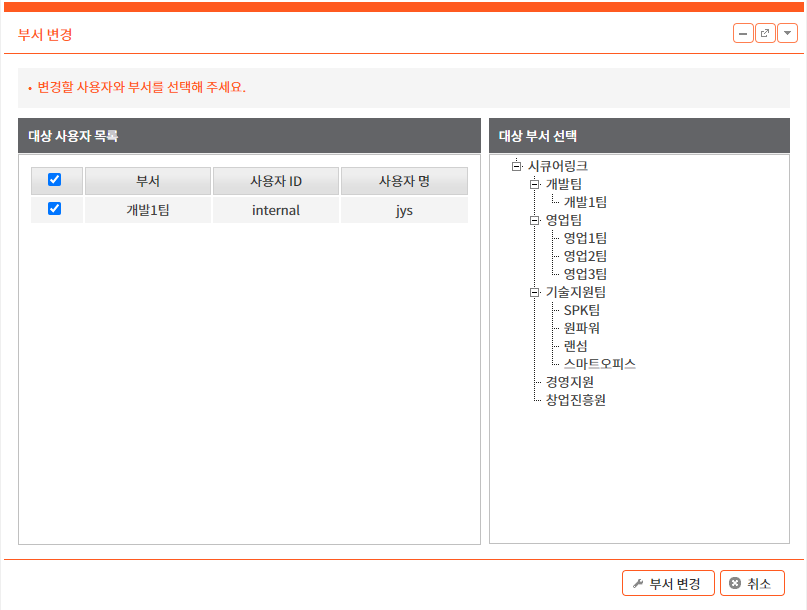 부서 변경
• 변경할 사용자와 부서를 선택해 주세요.
대상 사용자 목록
부서 사용자 ID 사용자 명
개발1팀 internal jys
대상 부서 선택
시큐어링크
개발팀
개발1팀
영업팀
영업1팀
영업2팀
영업3팀
기술지원팀
SPK팀
원파워
랜섬
스마트오피스
경영지원
창업진흥원
부서 변경 취소